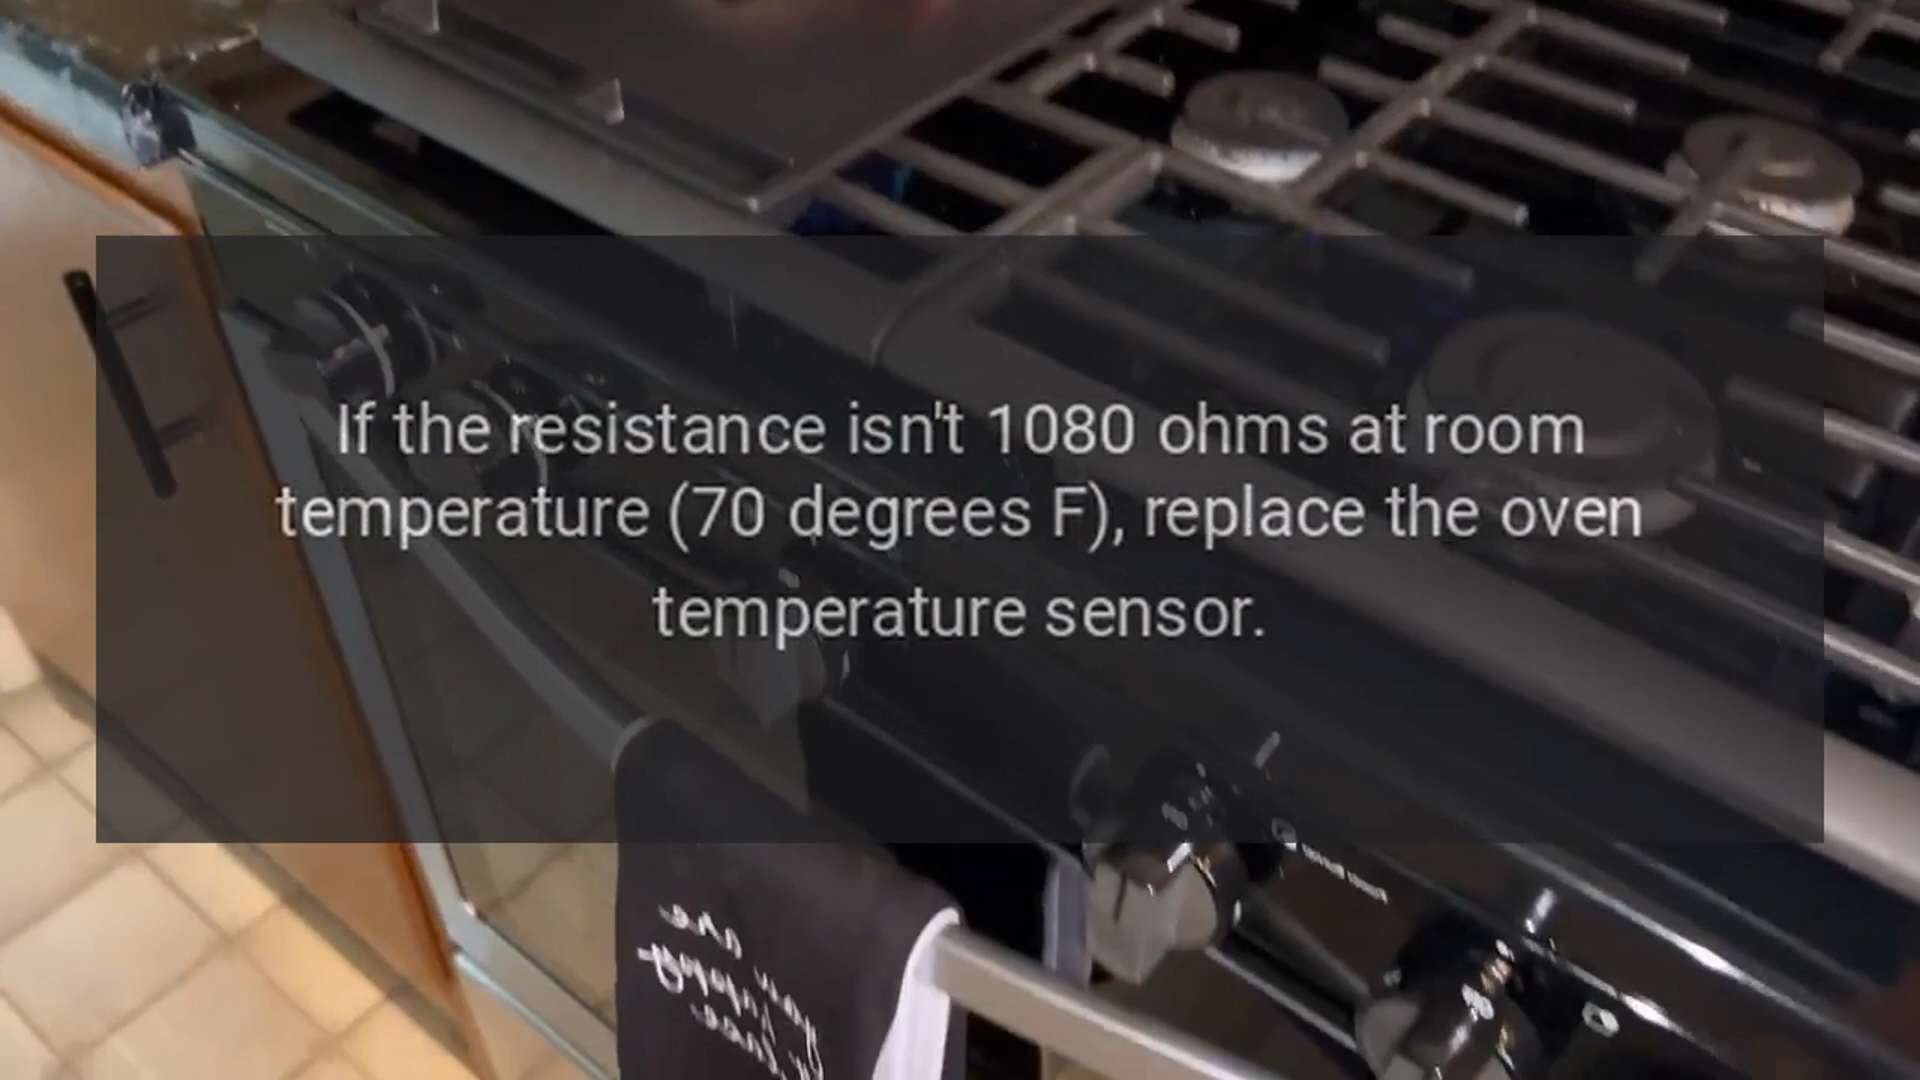 If the resistance isn't 1080 ohms at room
temperature (70 degrees F), replace the oven
temperature sensor.